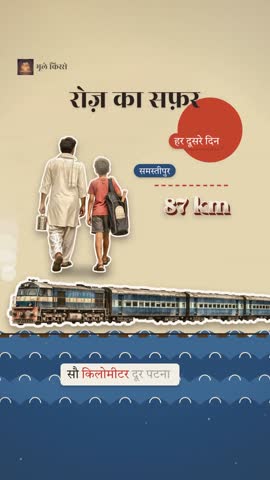 भूले किस्से
रोज़ का सफ़र
हर दूसरे दिन
समस्तीपुर
87 km
सौ किलोमीटर दूर पटना